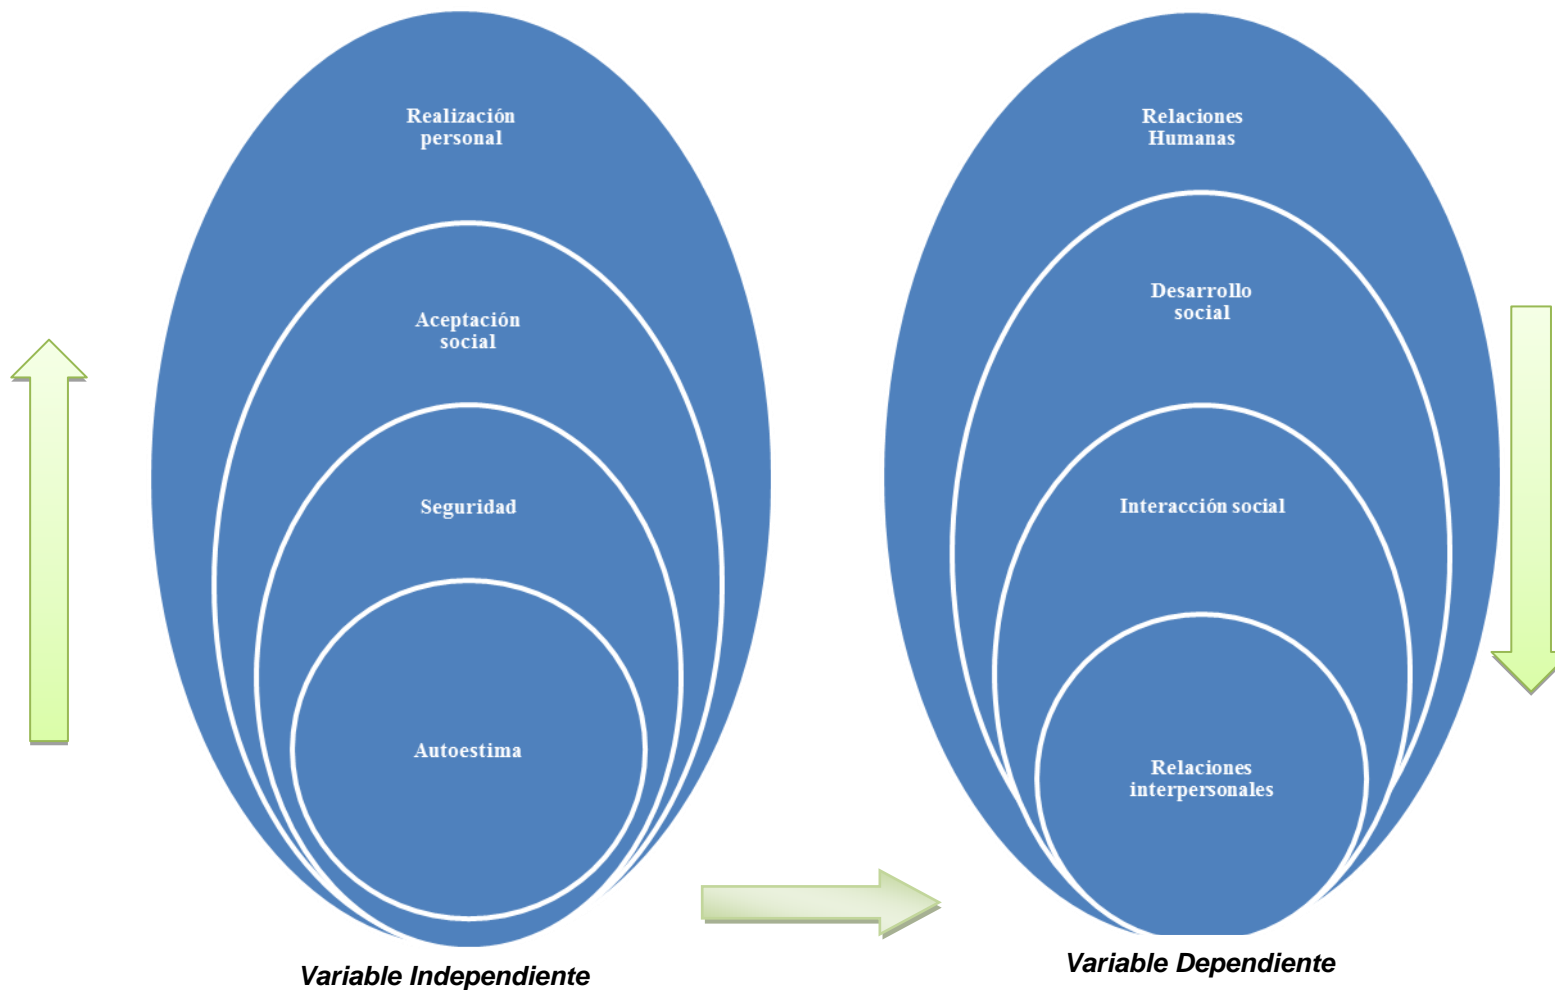 Realización
personal
Aceptación
social
Seguridad
Autoestima
Variable Independiente
Relaciones
Humanas
Desarrollo
social
Interacción social
Relaciones
interpersonales
Variable Dependiente